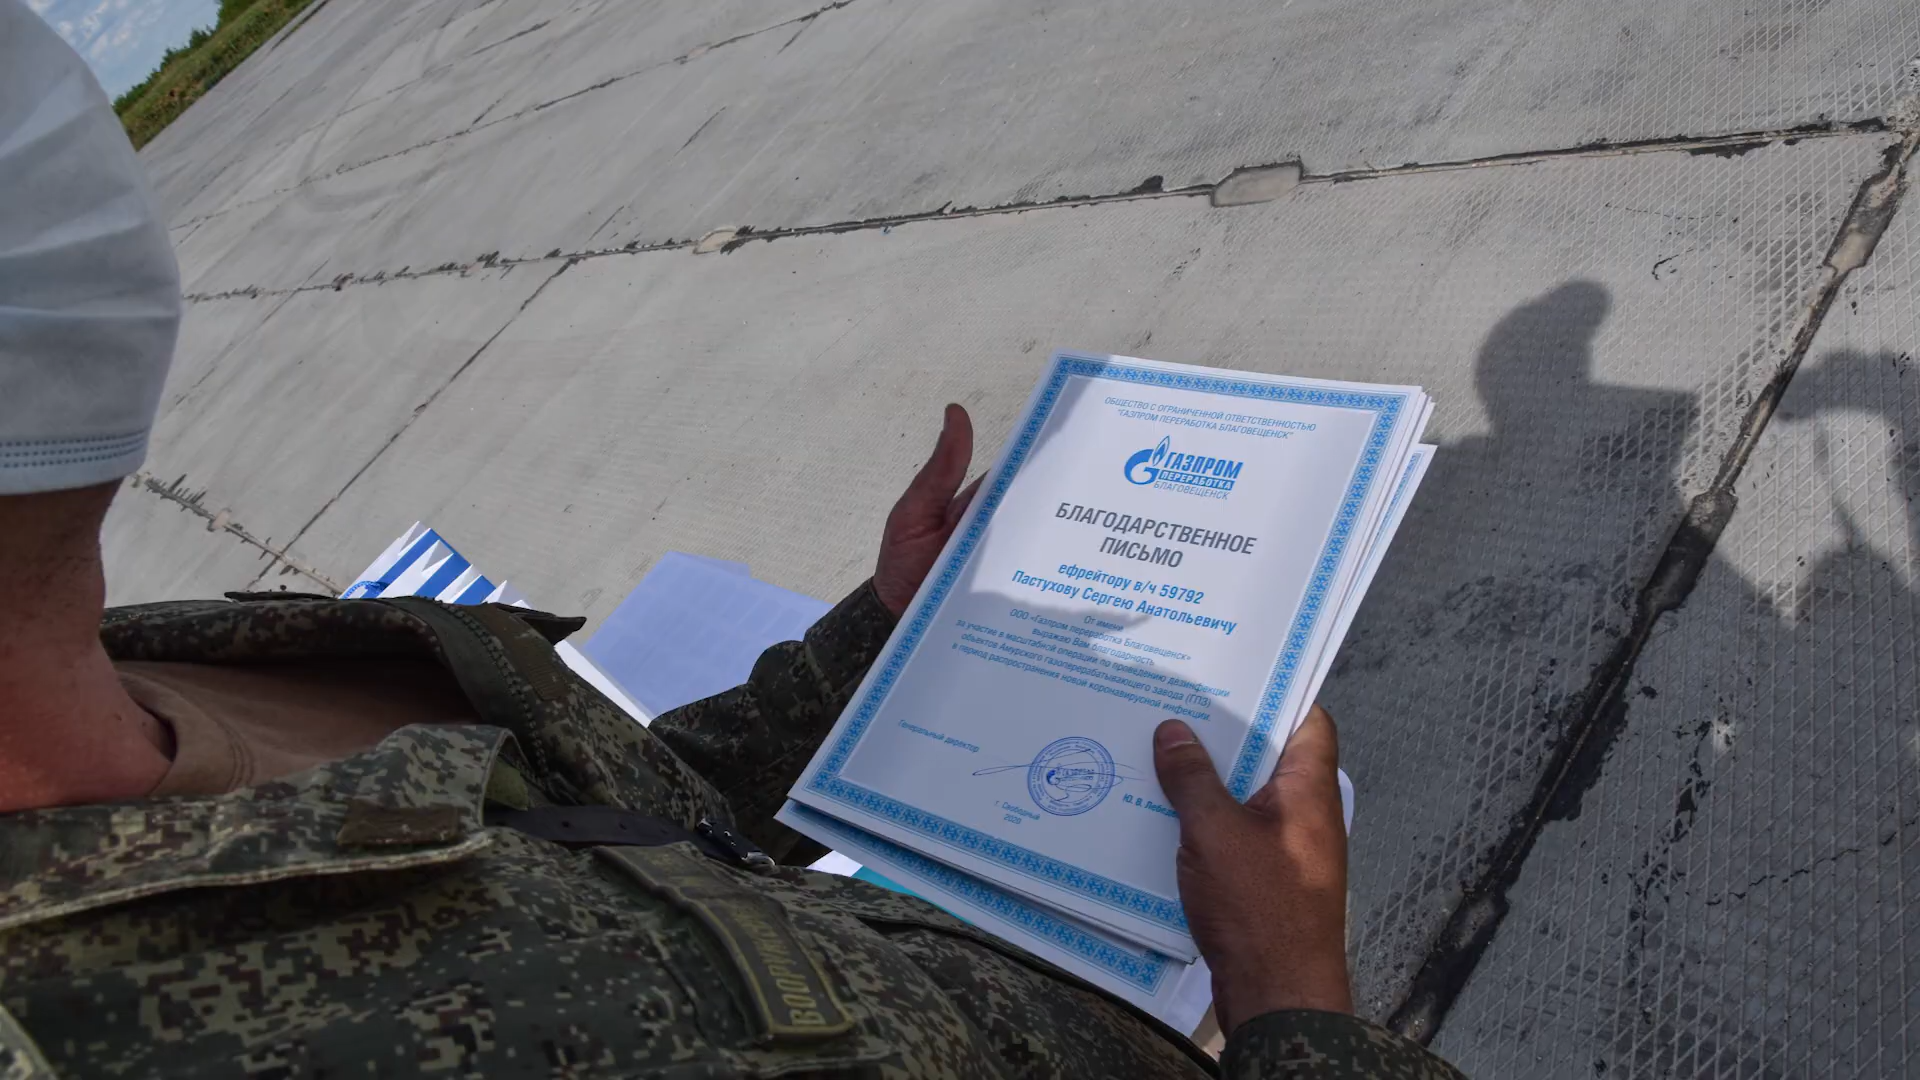 ОБЩЕСТВО С ОГРАНИЧЕННОЙ ОТВЕТСТВЕННОСТЬЮ
"ГАЗПРОМ ПЕРЕРАБОТКА БЛАГОВЕЩЕНСК"
ГАЗПРОМ
ПЕРЕРАБОТКА
БЛАГОВЕЩЕНСК
БЛАГОДАРСТВЕННОЕ
ПИСЬМО
ефрейтору в/ч 59792
Пастухову Сергею Анатольевичу
От имени
ООО «Газпром переработка Благовещенск»
выражаю Вам благодарность
за участие в масштабной операции по проведению дезинфекции
объектов Амурского газоперерабатывающего завода (ГПЗ)
в период распространения новой коронавирусной инфекции.
Генеральный директор
Ю. В. Лебеде
г. Свободный
2020
ВООРУЖЕН